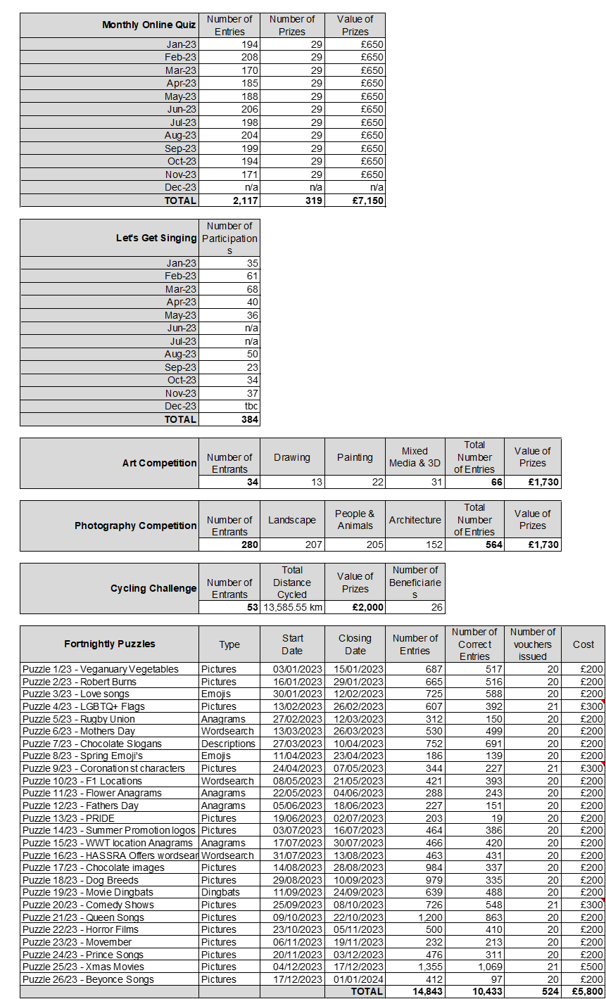 Monthly Online Quiz Number of Entries Number of Prizes Value of Prizes
Jan-23 194 29 £650
Feb-23 208 29 £650
Mar-23 170 29 £650
Apr-23 185 29 £650
May-23 188 29 £650
Jun-23 206 29 £650
Jul-23 198 29 £650
Aug-23 204 29 £650
Sep-23 199 29 £650
Oct-23 194 29 £650
Nov-23 171 29 £650
Dec-23 n/a n/a n/a
TOTAL 2,117 319 £7,150
Let's Get Singing Number of Participation s
Jan-23 35
Feb-23 61
Mar-23 68
Apr-23 40
May-23 36
Jun-23 n/a
Jul-23 n/a
Aug-23 50
Sep-23 23
Oct-23 34
Nov-23 37
Dec-23 tbc
TOTAL 384
Art Competition Number of Entrants Drawing Painting Mixed Media & 3D Total Number of Entries Value of Prizes
34 13 22 31 66 £1,730
Photography Competition Number of Entrants Landscape People & Animals Architecture Total Number of Entries Value of Prizes
280 207 205 152 564 £1,730
Cycling Challenge Number of Entrants Total Distance Cycled Value of Prizes Number of Beneficiarie s
53 13,585.55 km £2,000 26
Fortnightly Puzzles Type Start Date Closing Date Number of Entries Number of Correct Entries Number of vouchers issued Cost
Puzzle 1/23 - Veganuary Vegetables Pictures 03/01/2023 15/01/2023 687 517 20 £200
Puzzle 2/23 - Robert Burns Pictures 16/01/2023 29/01/2023 665 516 20 £200
Puzzle 3/23 - Love songs Emojis 30/01/2023 12/02/2023 725 588 20 £200
Puzzle 4/23 - LGBTQ+ Flags Pictures 13/02/2023 26/02/2023 607 392 21 £300
Puzzle 5/23 - Rugby Union Anagrams 27/02/2023 12/03/2023 312 150 20 £200
Puzzle 6/23 - Mothers Day Wordsearch 13/03/2023 26/03/2023 530 499 20 £200
Puzzle 7/23 - Chocolate Slogans Descriptions 27/03/2023 10/04/2023 752 691 20 £200
Puzzle 8/23 - Spring Emoji's Emojis 11/04/2023 23/04/2023 186 139 20 £200
Puzzle 9/23 - Coronation st characters Pictures 24/04/2023 07/05/2023 344 227 21 £300
Puzzle 10/23 - F1 Locations Wordsearch 08/05/2023 21/05/2023 421 393 20 £200
Puzzle 11/23 - Flower Anagrams Anagrams 22/05/2023 04/06/2023 288 243 20 £200
Puzzle 12/23 - Fathers Day Anagrams 05/06/2023 18/06/2023 227 151 20 £200
Puzzle 13/23 - PRIDE Pictures 19/06/2023 02/07/2023 203 19 20 £200
Puzzle 14/23 - Summer Promotion logos Pictures 03/07/2023 16/07/2023 464 386 20 £200
Puzzle 15/23 - WWT location Anagrams Anagrams 17/07/2023 30/07/2023 466 420 20 £200
Puzzle 16/23 - HASSRA Offers wordsear Wordsearch 31/07/2023 13/08/2023 463 431 20 £200
Puzzle 17/23 - Chocolate images Pictures 14/08/2023 28/08/2023 984 337 20 £200
Puzzle 18/23 - Dog Breeds Pictures 29/08/2023 10/09/2023 979 335 20 £200
Puzzle 19/23 - Movie Dingbats Dingbats 11/09/2023 24/09/2023 639 488 20 £200
Puzzle 20/23 - Comedy Shows Pictures 25/09/2023 08/10/2023 726 548 21 £300
Puzzle 21/23 - Queen Songs Pictures 09/10/2023 22/10/2023 1,200 863 20 £200
Puzzle 22/23 - Horror Films Pictures 23/10/2023 05/11/2023 500 410 20 £200
Puzzle 23/23 - Movember Pictures 06/11/2023 19/11/2023 232 213 20 £200
Puzzle 24/23 - Prince Songs Pictures 20/11/2023 03/12/2023 476 311 20 £200
Puzzle 25/23 - Xmas Movies Pictures 04/12/2023 17/12/2023 1,355 1,069 21 £500
Puzzle 26/23 - Beyonce Songs Pictures 17/12/2023 01/01/2024 412 97 20 £200
TOTAL 14,843 10,433 524 £5,800